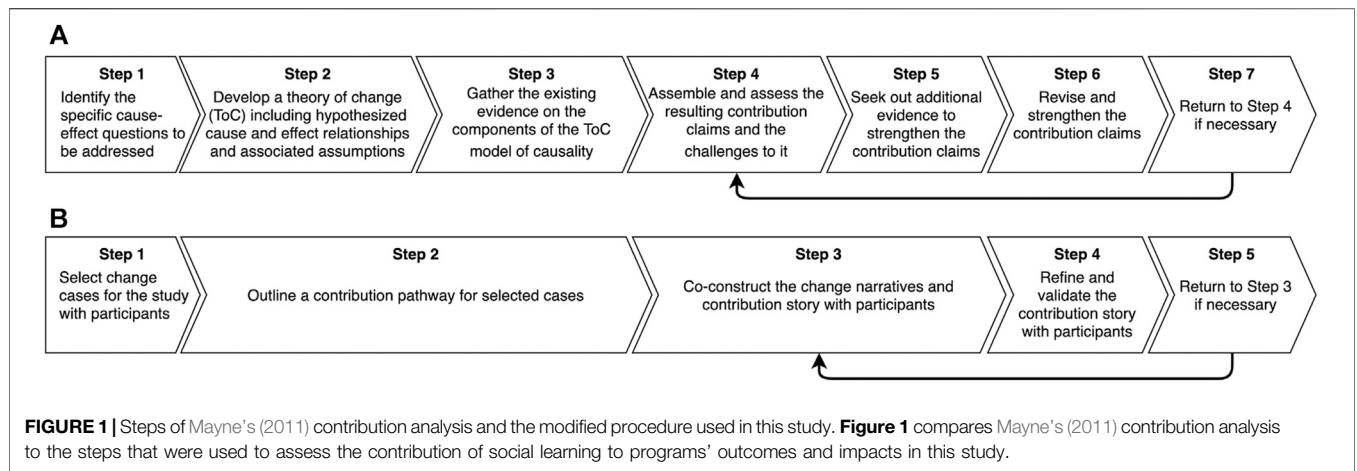 A
Step 1
Identify the
specific cause-
effect questions to
be addressed
Step 2
Develop a theory of change
(ToC) including hypothesized
cause and effect relationships
and associated assumptions
Step 3
Gather the existing
evidence on the
components of the ToC
model of causality
Step 4
Assemble and assess the
resulting contribution
claims and the
challenges to it
Step 5
Seek out additional
evidence to
strengthen the
contribution claims
Step 6
Revise and
strengthen the
contribution claims
Step 7
Return to Step 4
if necessary
B
Step 1
Select change
cases for the study
with participants
Step 2
Outline a contribution pathway for selected cases
Step 3
Co-construct the change narratives and
contribution story with participants
Step 4
Refine and
validate the
contribution story
with participants
Step 5
Return to Step 3
if necessary
FIGURE 1 | Steps of Mayne's (2011) contribution analysis and the modified procedure used in this study. Figure 1 compares Mayne's (2011) contribution analysis
to the steps that were used to assess the contribution of social learning to programs' outcomes and impacts in this study.